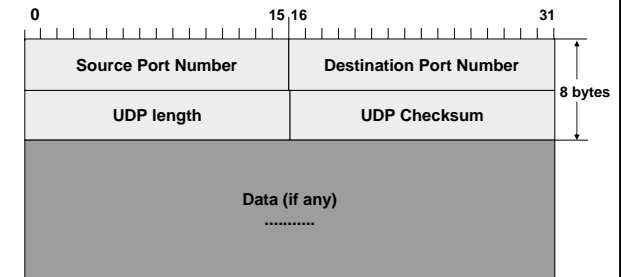 0 15 16 31
Source Port Number Destination Port Number
8 bytes
UDP length UDP Checksum
Data (if any)
...........